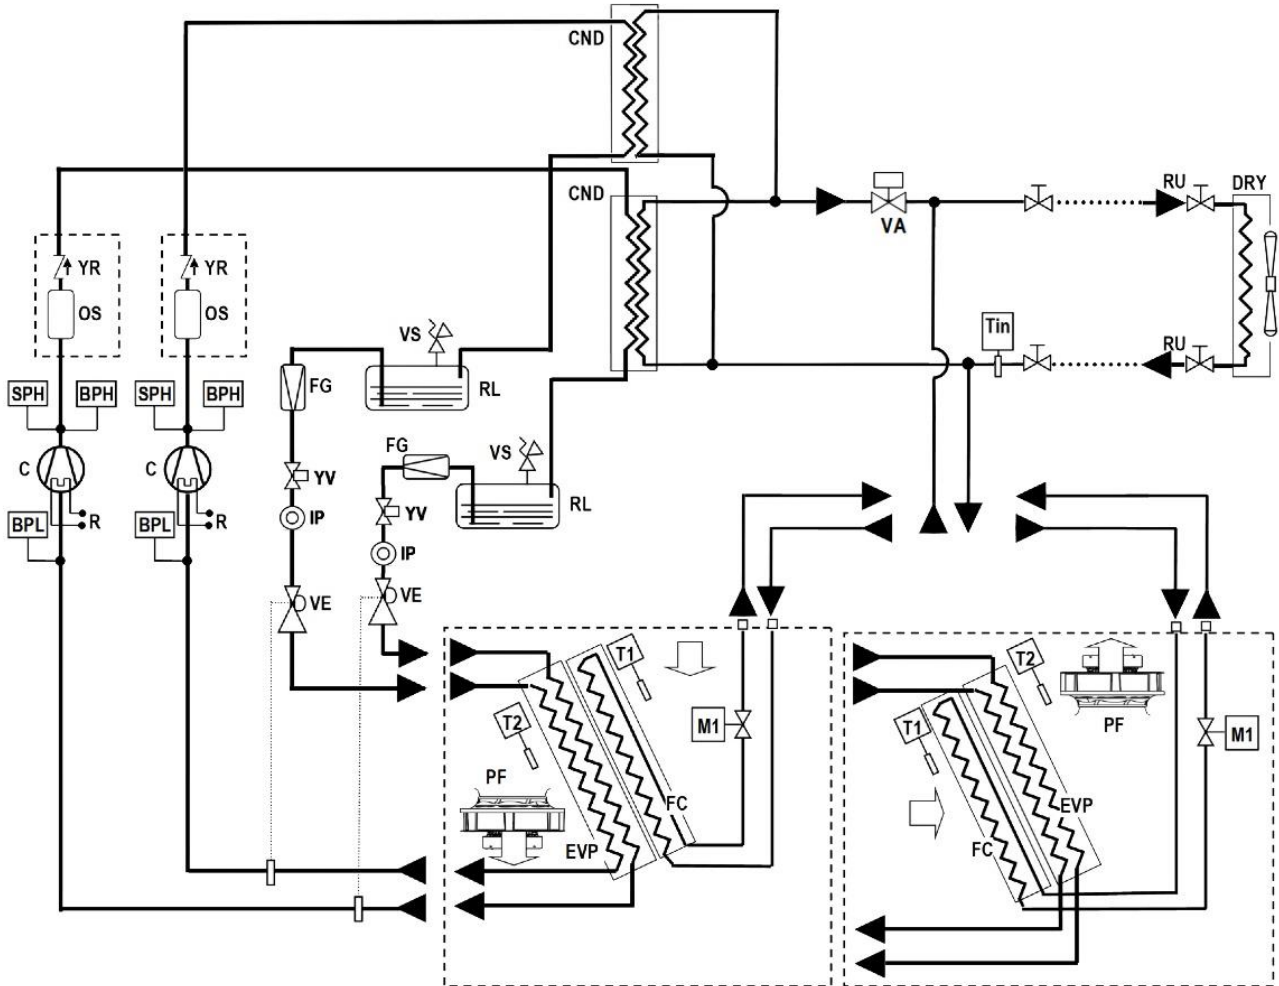 CND
CND
RU
DRY
VA
YR
YR
OS
OS
Tin
RU
VS
FG
RL
SPH
BPH
SPH
BPH
FG
VS
C
C
YV
RL
YV
IP
BPL
R
BPL
R
IP
VE
VE
T1
T2
T2
M1
T1
PF
M1
PF
FC
EVP
EVP
FC